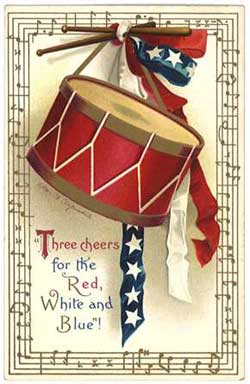 "Three cheers
for the
Red,
White and
Blue"!